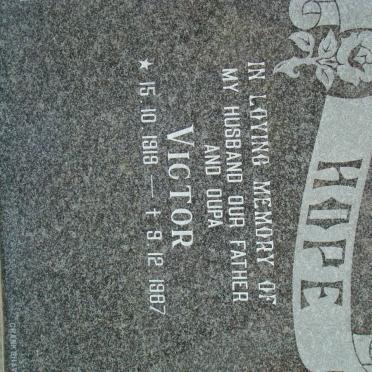 HOPE
IN LOVING MEMORY OF
MY HUSBAND OUR FATHER
AND OUPA
VICTOR
★ 15.10.1918 — † 9.12.1987